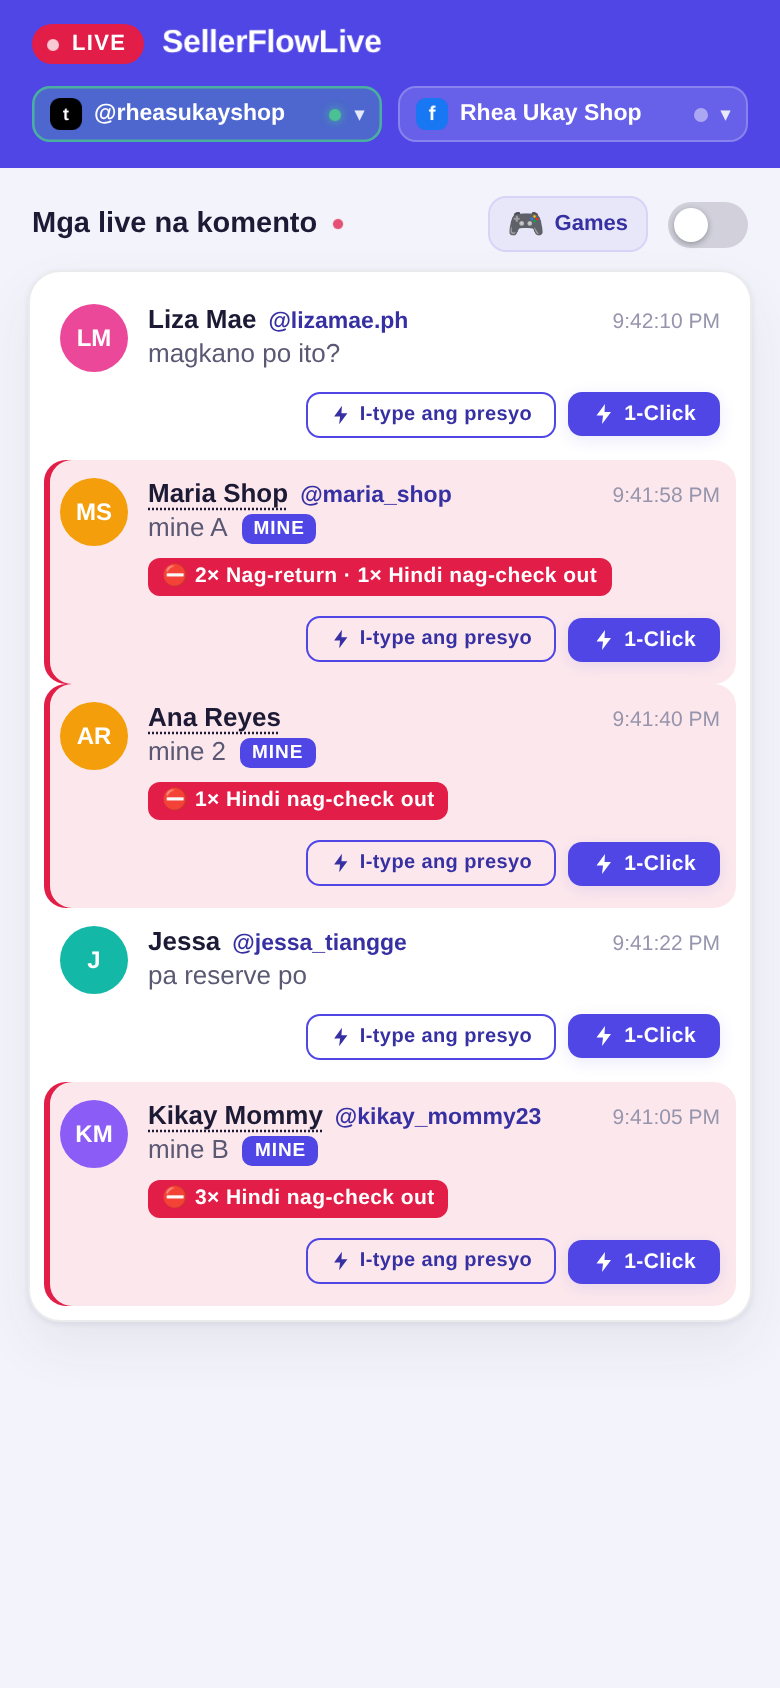 LIVE SellerFlowLive
t @rheasukayshop ▼ f Rhea Ukay Shop ▼
Mga live na komento 🎮 Games
LM Liza Mae @lizamae.ph 9:42:10 PM
magkano po ito?
I-type ang presyo 1-Click
MS Maria Shop @maria_shop 9:41:58 PM
mine A MINE
⛔ 2× Nag-return · 1× Hindi nag-check out
I-type ang presyo 1-Click
AR Ana Reyes 9:41:40 PM
mine 2 MINE
⛔ 1× Hindi nag-check out
I-type ang presyo 1-Click
J Jessa @jessa_tiangge 9:41:22 PM
pa reserve po
I-type ang presyo 1-Click
KM Kikay Mommy @kikay_mommy23 9:41:05 PM
mine B MINE
⛔ 3× Hindi nag-check out
I-type ang presyo 1-Click